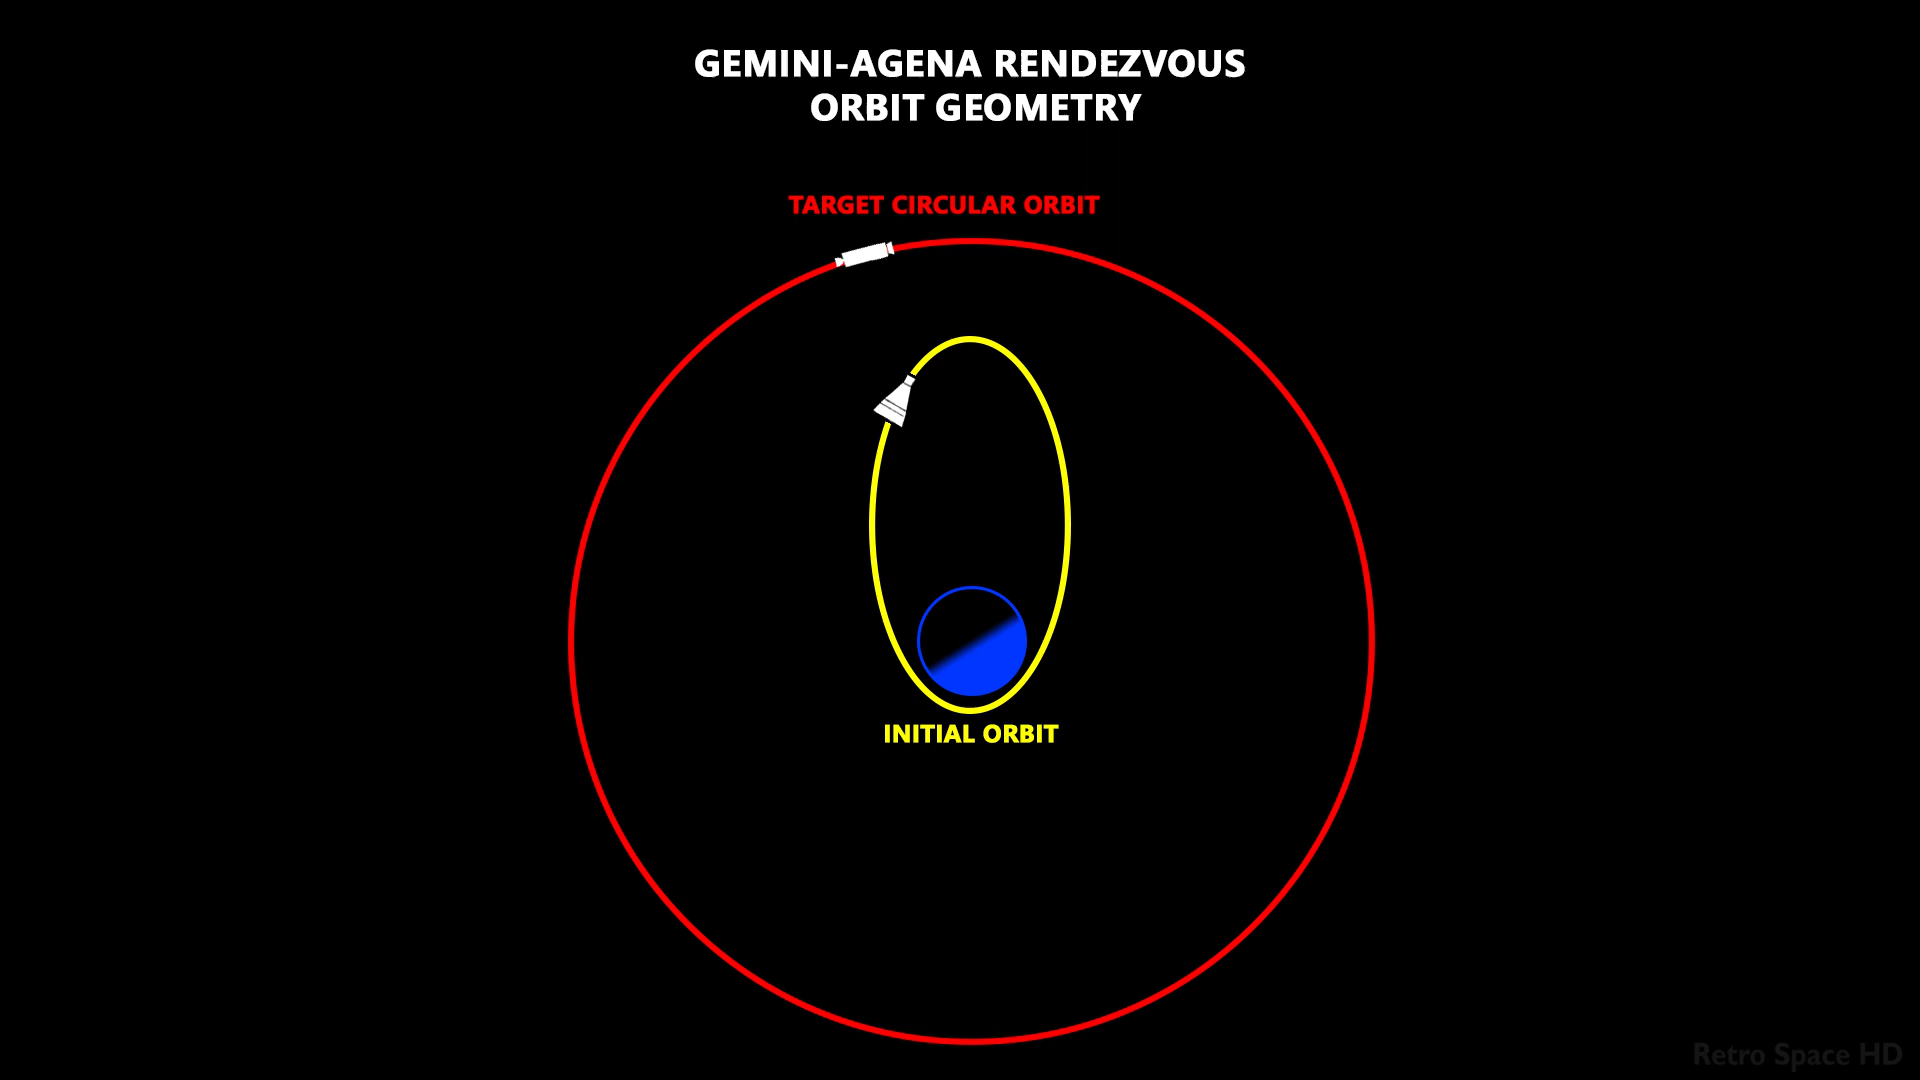 GEMINI-AGENA RENDEZVOUS
ORBIT GEOMETRY
TARGET CIRCULAR ORBIT
INITIAL ORBIT
Retro Space HD